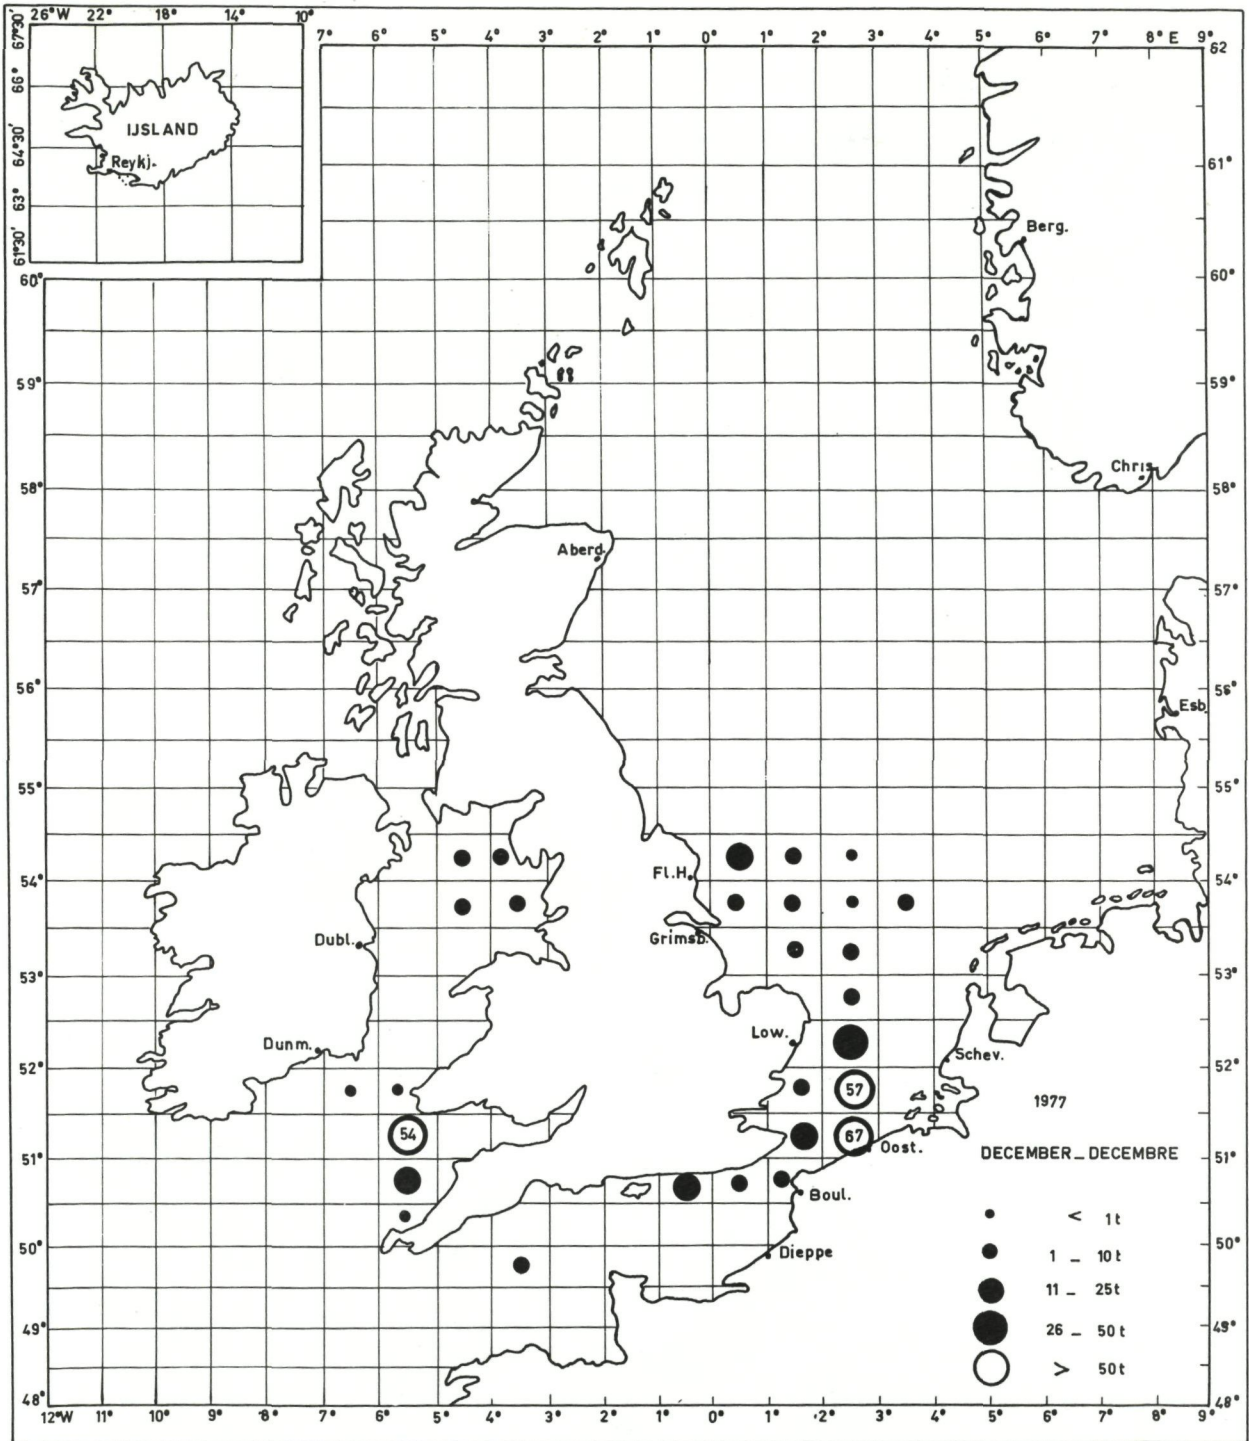 26°W 22° 18° 14° 10°
67°30'
66°
64°30'
63°
61°30'
IJSLAND
Reykj.
7° 6° 5° 4° 3° 2° 1° 0° 1° 2° 3° 4° 5° 6° 7° 8° E 9°
62
61°
Berg.
60° 60°
59° 59°
Chris
58° 58°
Aberd.
57° 57°
56° 56°
Esb.
55° 55°
54° 54°
Fl.H.
Grimsb.
Dubl.
53° 53°
Low.
Dunm.
52° 52°
Schev.
57
1977
54
67
Oost.
51° 51°
DECEMBER _ DECEMBRE
Boul.
< 1t
50° 50°
Dieppe
1 _ 10t
11 _ 25t
49° 49°
26 _ 50t
> 50t
48° 48°
12°W 10° 9° 8° 7° 6° 5° 4° 3° 2° 1° 0° 1° 2° 3° 4° 5° 6° 7° 8°